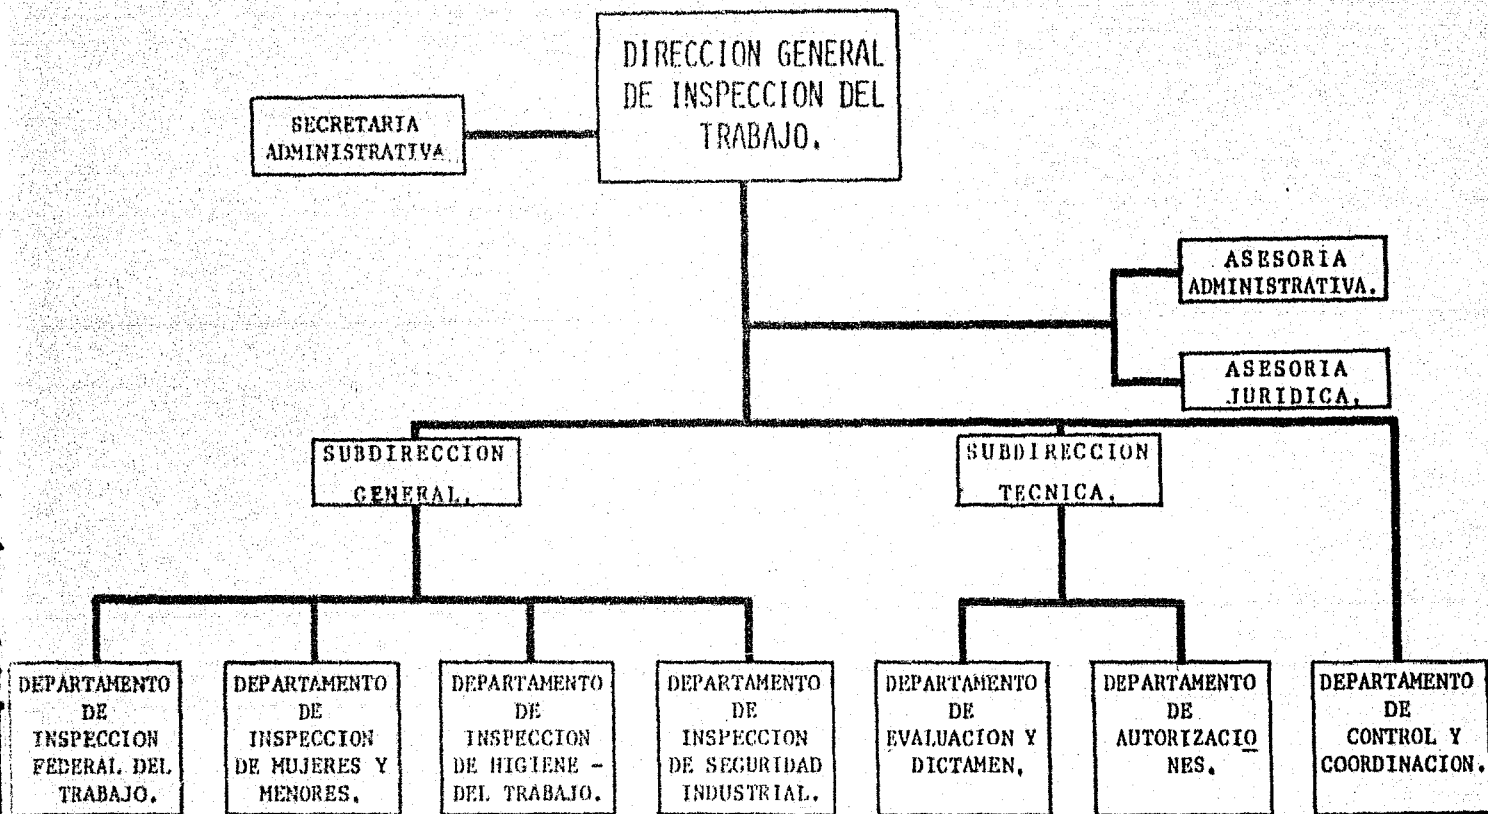 DIRECCION GENERAL
DE INSPECCION DEL
TRABAJO.
SECRETARIA
ADMINISTRATIVA
ASESORIA
ADMINISTRATIVA.
ASESORIA
JURIDICA.
SUBDIRECCION
GENERAL.
SUBDIRECCION
TECNICA.
DEPARTAMENTO
DE
INSPECCION
FEDERAL DEL
TRABAJO.
DEPARTAMENTO
DE
INSPECCION
DE MUJERES Y
MENORES.
DEPARTAMENTO
DE
INSPECCION
DE HIGIENE -
DEL TRABAJO.
DEPARTAMENTO
DE
INSPECCION
DE SEGURIDAD
INDUSTRIAL.
DEPARTAMENTO
DE
EVALUACION Y
DICTAMEN.
DEPARTAMENTO
DE
AUTORIZACIO
NES.
DEPARTAMENTO
DE
CONTROL Y
COORDINACION.